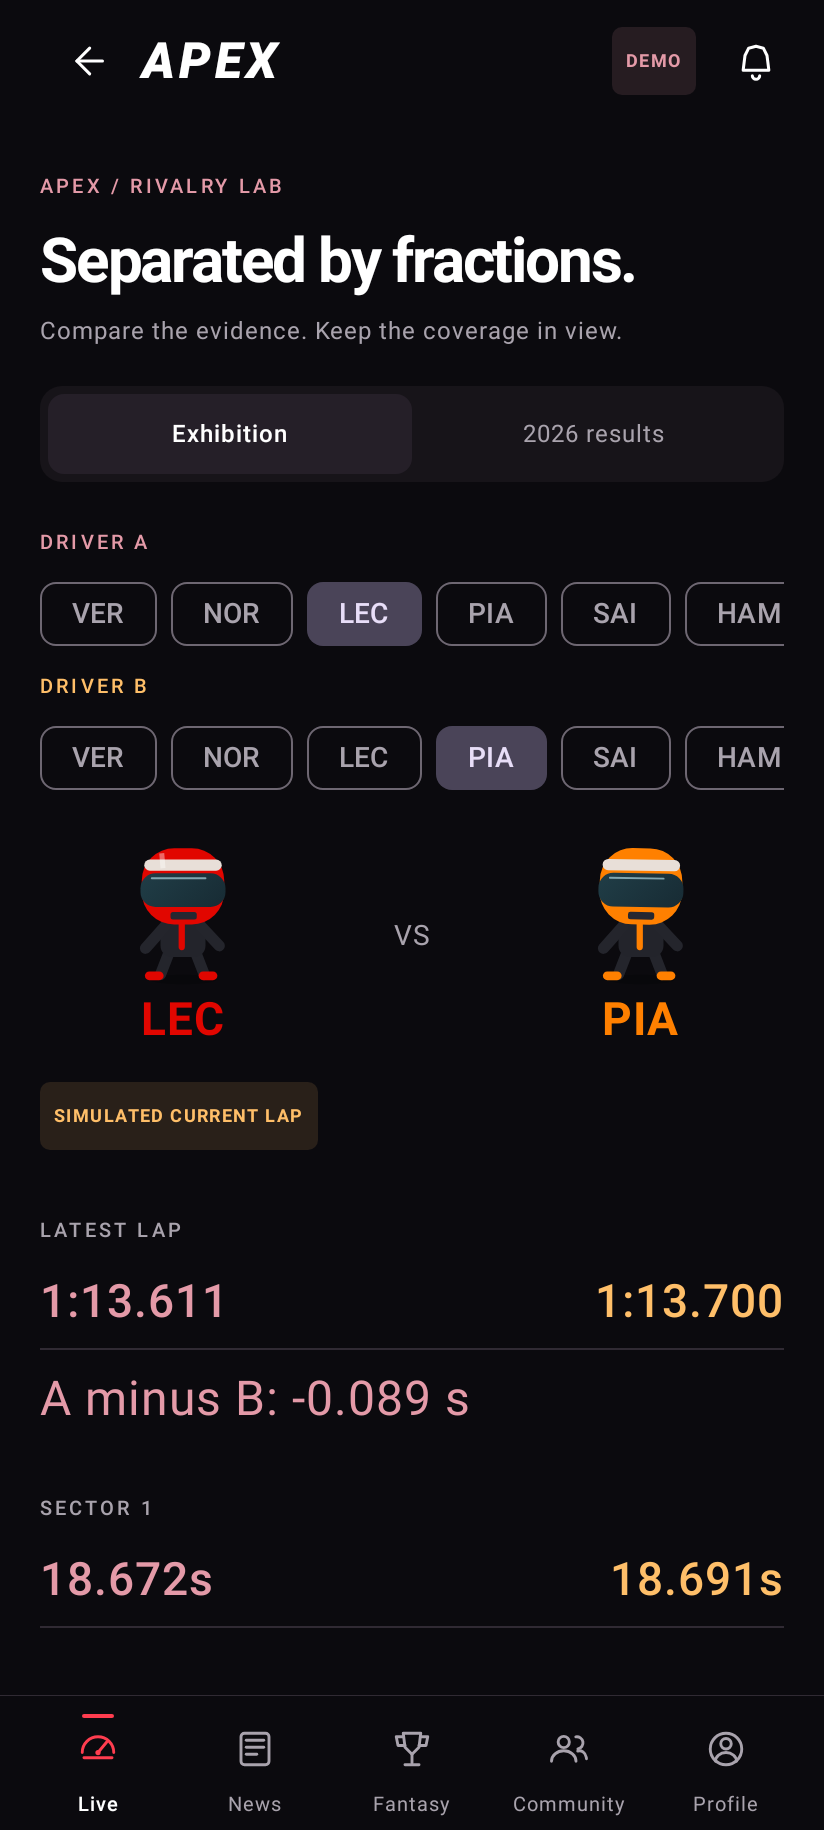 APEX
DEMO
APEX / RIVALRY LAB
Separated by fractions.
Compare the evidence. Keep the coverage in view.
Exhibition
2026 results
DRIVER A
VER
NOR
LEC
PIA
SAI
HAM
DRIVER B
VER
NOR
LEC
PIA
SAI
HAM
VS
LEC
PIA
SIMULATED CURRENT LAP
LATEST LAP
1:13.611
1:13.700
A minus B: -0.089 s
SECTOR 1
18.672s
18.691s
Live
News
Fantasy
Community
Profile